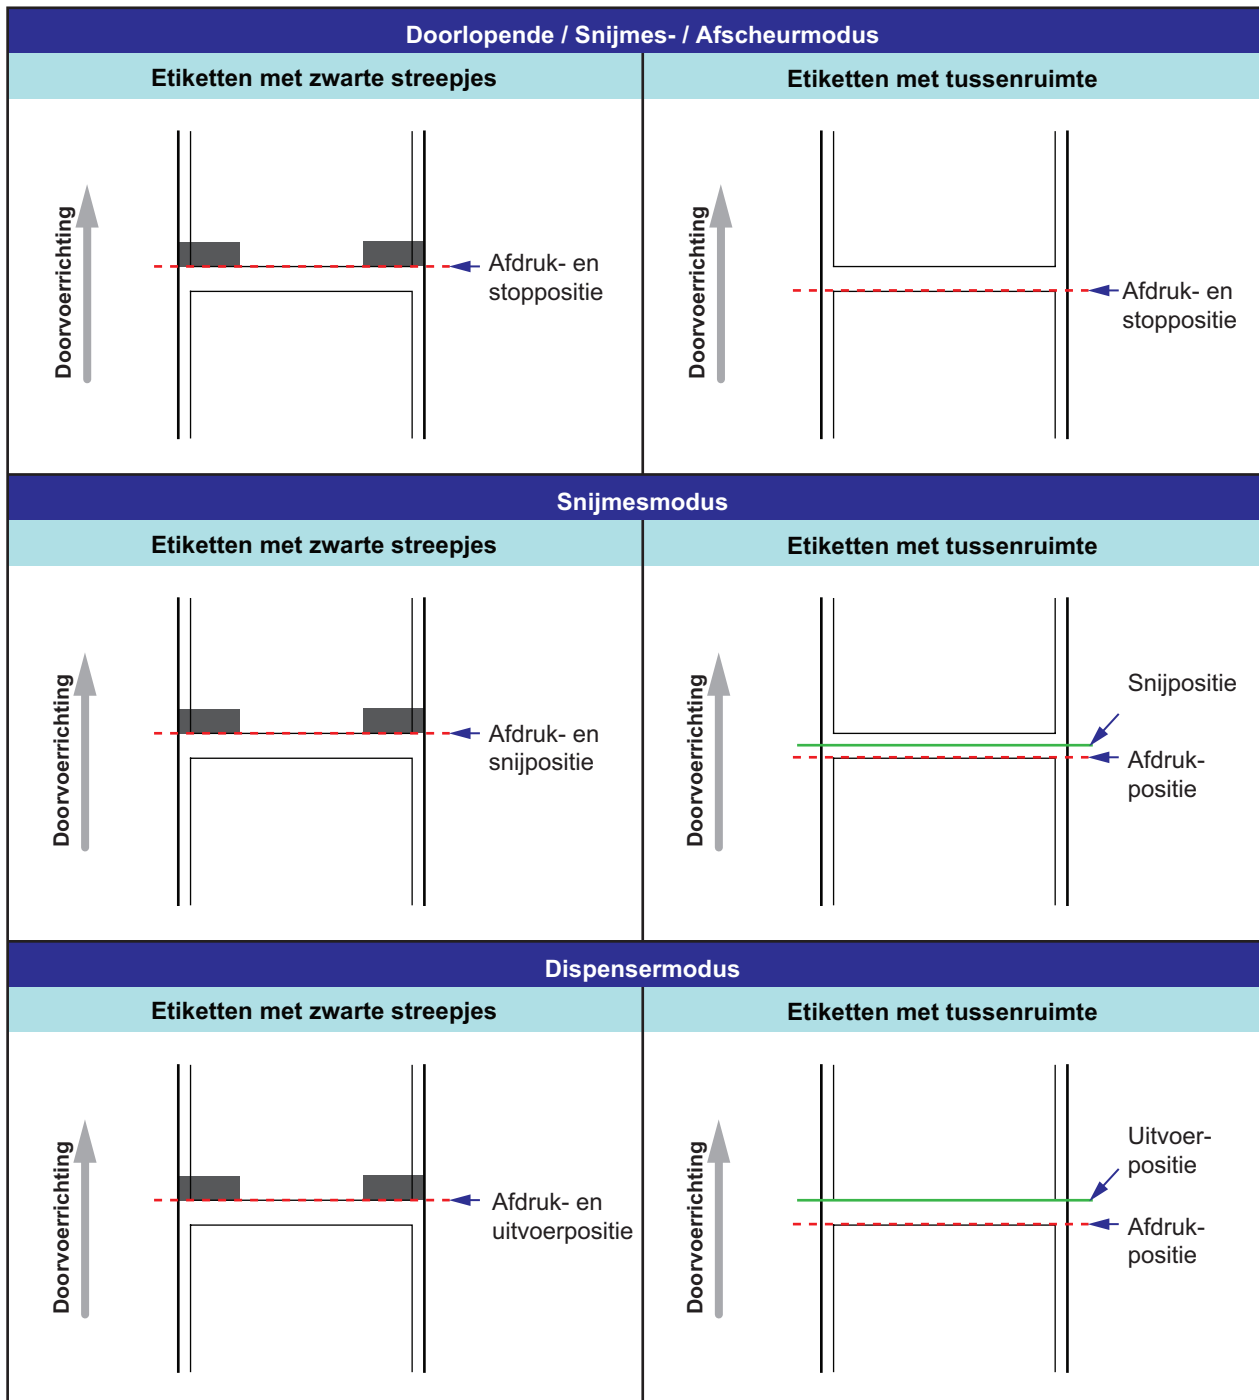 Doorlopende / Snijmes- / Afscheurmodus
Etiketten met zwarte streepjes
Etiketten met tussenruimte
Doorvoerrichting
Afdruk- en
stoppositie
Doorvoerrichting
Afdruk- en
stoppositie
Snijmesmodus
Etiketten met zwarte streepjes
Etiketten met tussenruimte
Doorvoerrichting
Afdruk- en
snijpositie
Doorvoerrichting
Snijpositie
Afdruk-
positie
Dispensermodus
Etiketten met zwarte streepjes
Etiketten met tussenruimte
Doorvoerrichting
Afdruk- en
uitvoerpositie
Doorvoerrichting
Uitvoer-
positie
Afdruk-
positie